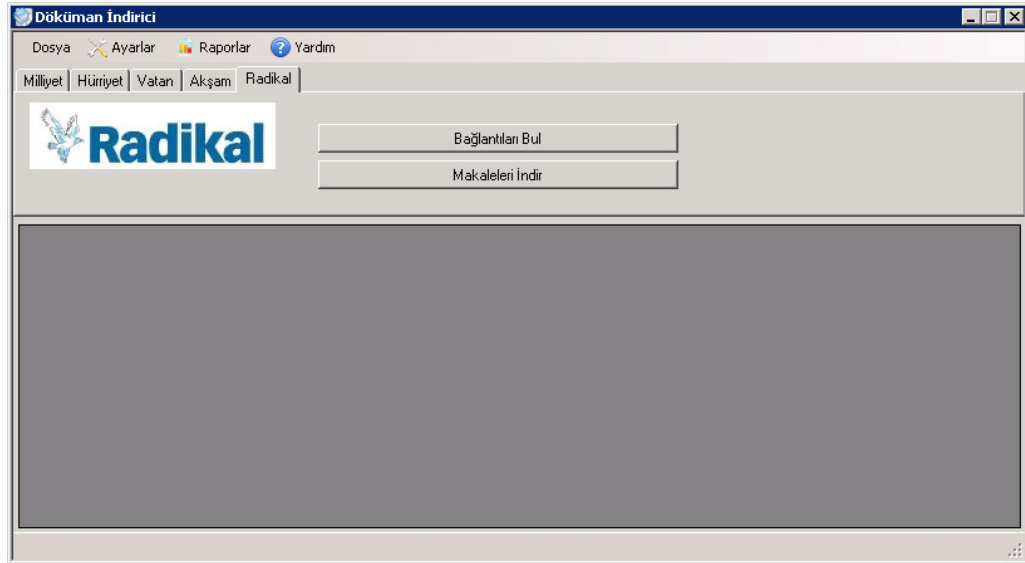 Döküman İndirici
Dosya Ayarlar Raporlar Yardım
Milliyet Hürriyet Vatan Akşam Radikal
Radikal
Bağlantıları Bul
Makaleleri İndir